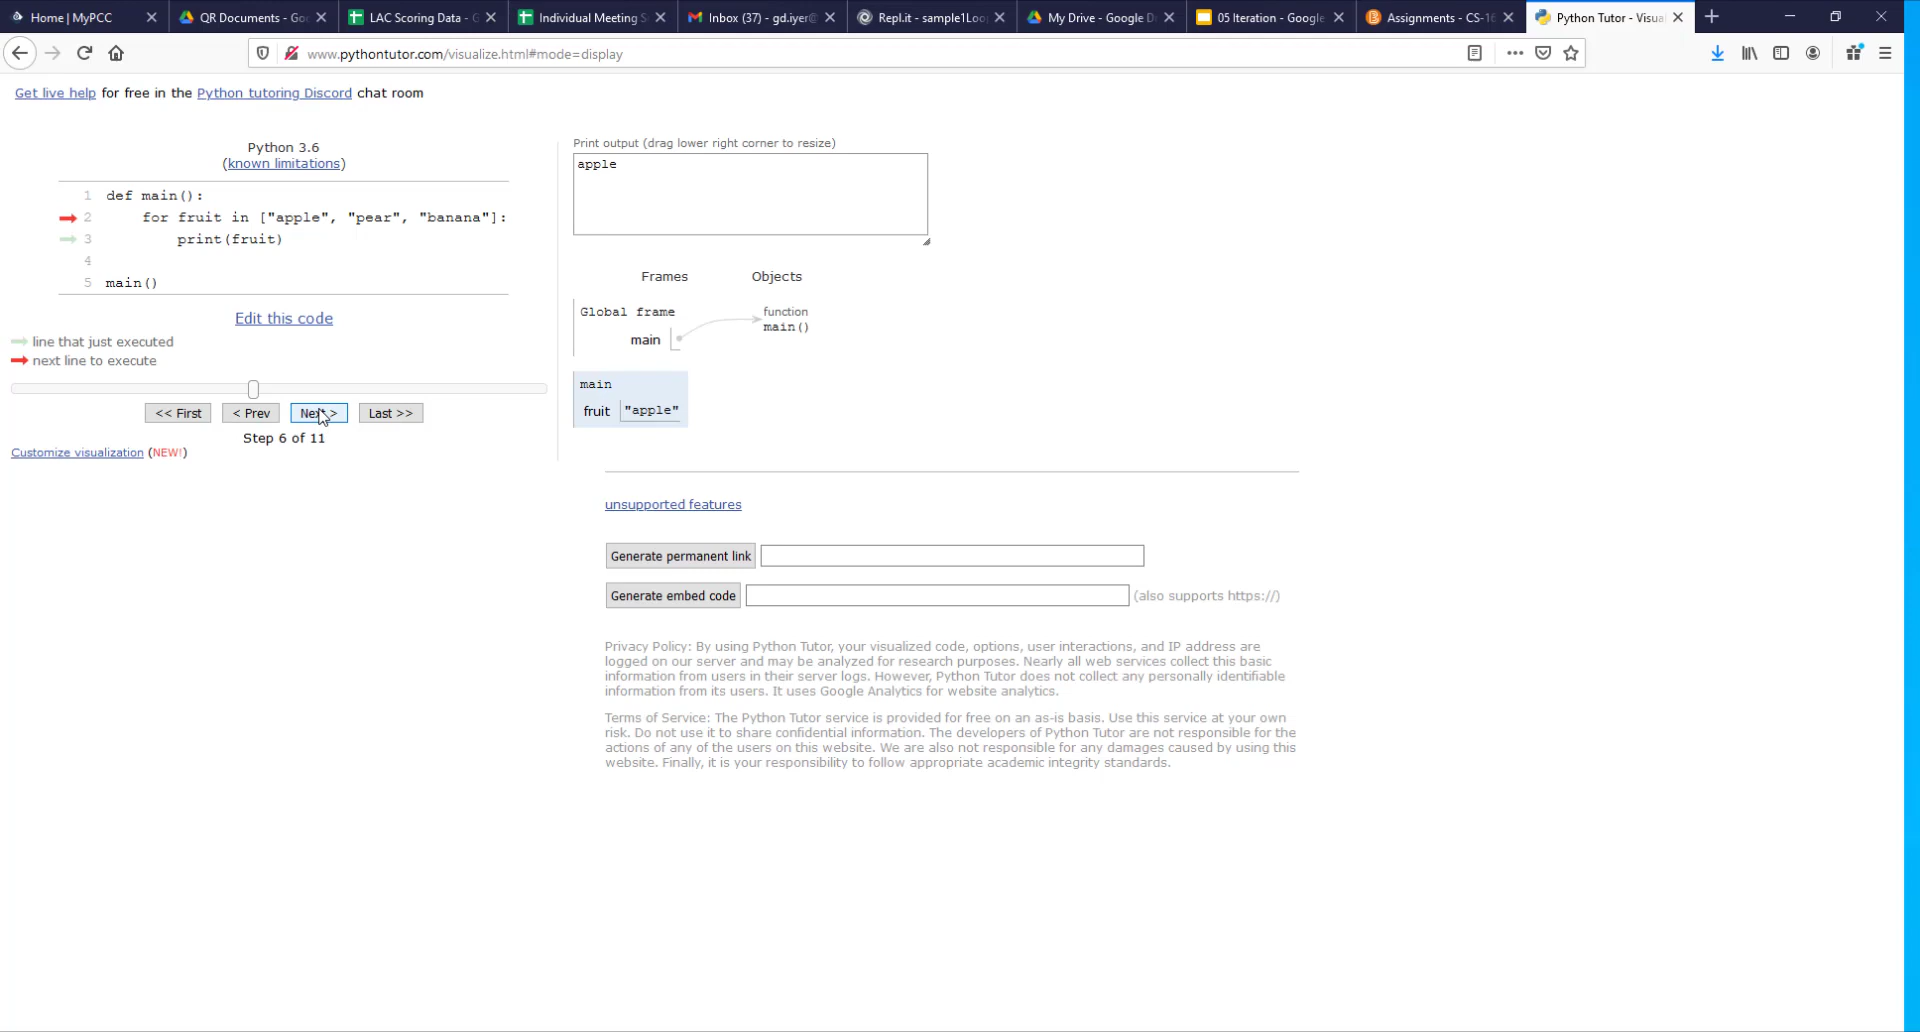 Home | MyPCC
QR Documents - Goo
LAC Scoring Data - G
Individual Meeting S
Inbox (37) - gd.iyer@
Repl.it - sample1Loo
My Drive - Google D
05 Iteration - Google
Assignments - CS-16
Python Tutor - Visual
www.pythontutor.com/visualize.html#mode=display
Get live help for free in the Python tutoring Discord chat room
Python 3.6
(known limitations)
1 def main():
2 for fruit in ["apple", "pear", "banana"]:
3 print(fruit)
4
5 main()
Edit this code
line that just executed
next line to execute
<< First
< Prev
Next >
Last >>
Step 6 of 11
Customize visualization (NEW!)
Print output (drag lower right corner to resize)
apple
Frames Objects
Global frame
main
function
main()
main
fruit "apple"
unsupported features
Generate permanent link
Generate embed code (also supports https://)
Privacy Policy: By using Python Tutor, your visualized code, options, user interactions, and IP address are
logged on our server and may be analyzed for research purposes. Nearly all web services collect this basic
information from users in their server logs. However, Python Tutor does not collect any personally identifiable
information from its users. It uses Google Analytics for website analytics.
Terms of Service: The Python Tutor service is provided for free on an as-is basis. Use this service at your own
risk. Do not use it to share confidential information. The developers of Python Tutor are not responsible for the
actions of any of the users on this website. We are also not responsible for any damages caused by using this
website. Finally, it is your responsibility to follow appropriate academic integrity standards.